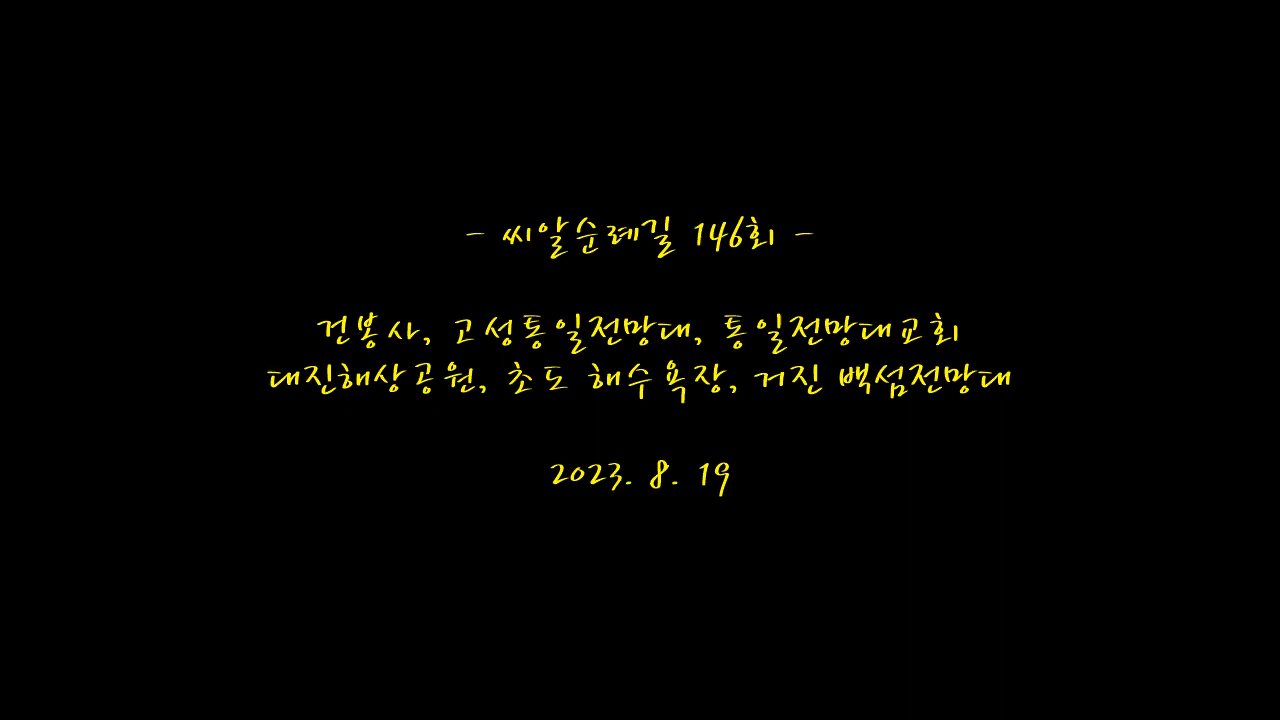 - 씨알순례길 146회 -
건봉사, 고성통일전망대, 통일전망대교회
대진해상공원, 초도 해수욕장, 거진 백섬전망대
2023. 8. 19